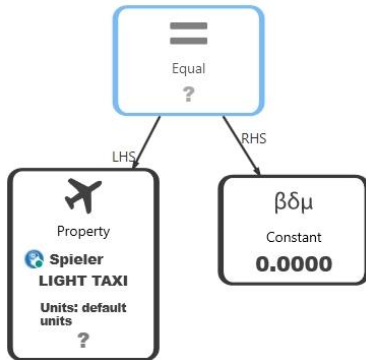 Equal
?
LHS
RHS
Property
Spieler
LIGHT TAXI
Units: default
units
?
βδμ
Constant
0.0000